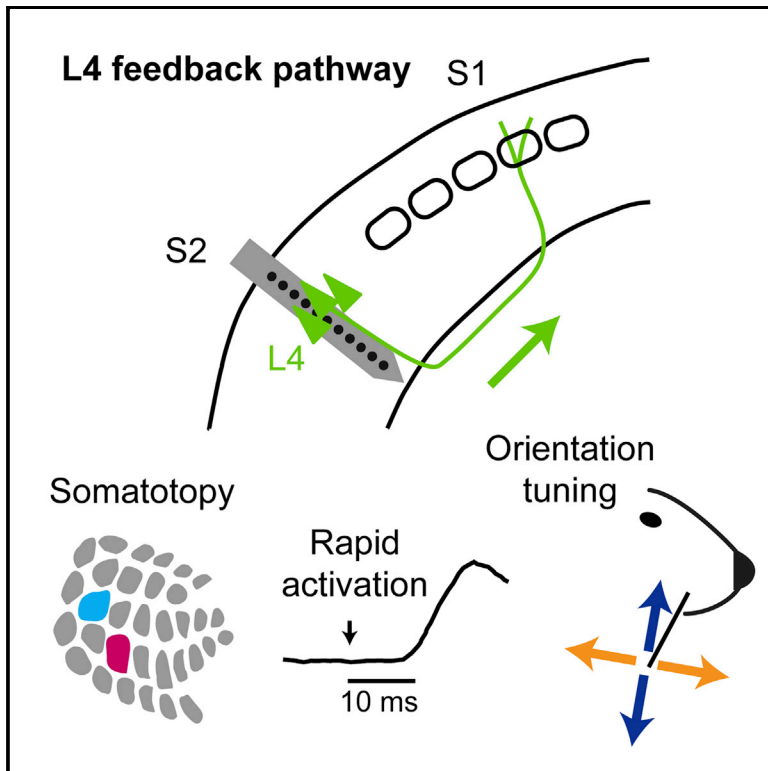 L4 feedback pathway
S1
S2
L4
Somatotopy
Rapid
activation
10 ms
Orientation
tuning